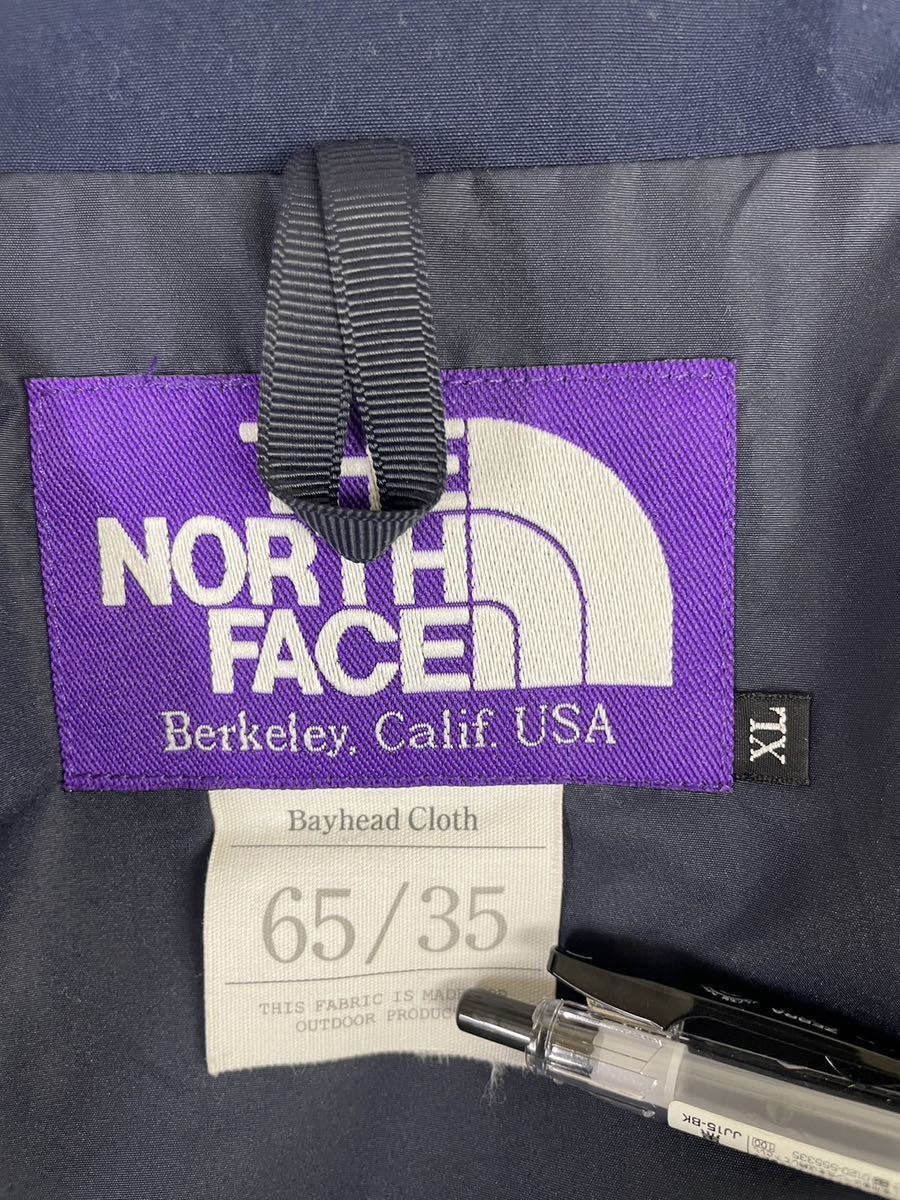 THE
NORTH
FACE
Berkeley, Calif. USA
XL
Bayhead Cloth
65/35
THIS FABRIC IS MADE FOR
OUTDOOR
ZEBRA
JJ15-BK